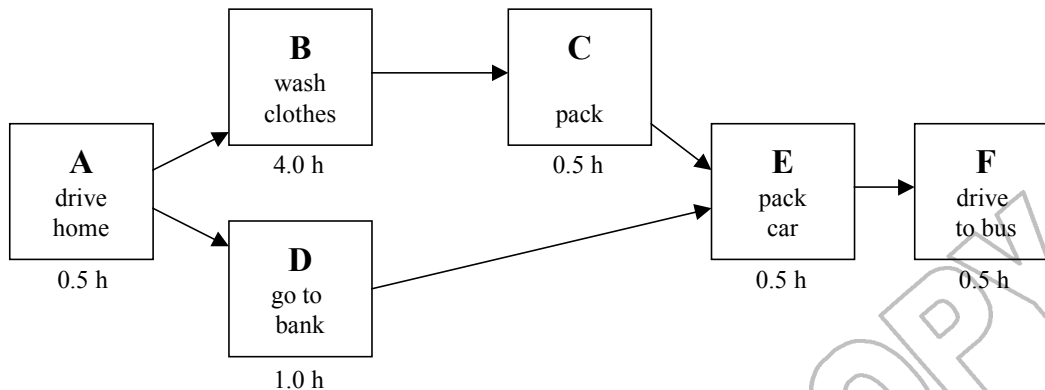 B
wash
clothes
4.0 h
C
pack
0.5 h
A
drive
home
0.5 h
D
go to
bank
1.0 h
E
pack
car
0.5 h
F
drive
to bus
0.5 h
OPY